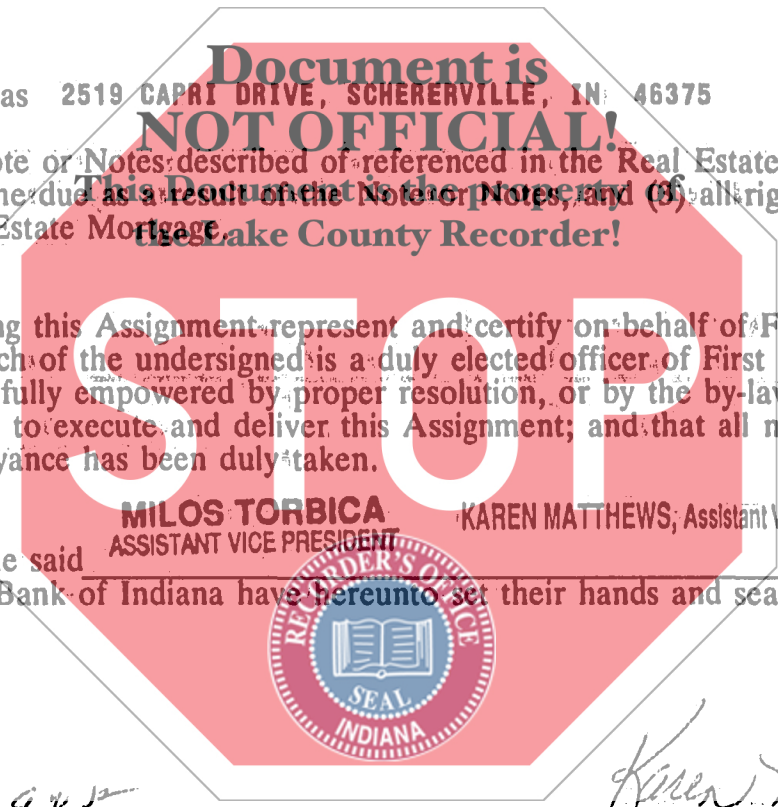 Document is
as 2519 CAPRI DRIVE, SCHERERVILLE, IN 46375
NOT OFFICIAL!
ote or Notes described of referenced in the Real Estate
This Document is the property of
ne due as a result of the Note or Notes, and (3) all rig
the Lake County Recorder!
Estate Mortgage.
STOP
ng this Assignment represent and certify on behalf of F
ch of the undersigned is a duly elected officer of First
fully empowered by proper resolution, or by the by-law
to execute and deliver this Assignment; and that all n
yance has been duly taken.
MILOS TORBICA KAREN MATTHEWS, Assistant V
ASSISTANT VICE PRESIDENT
e said
Bank of Indiana have hereunto set their hands and sea
RECORDER'S OFFICE
SEAL
INDIANA
Karen